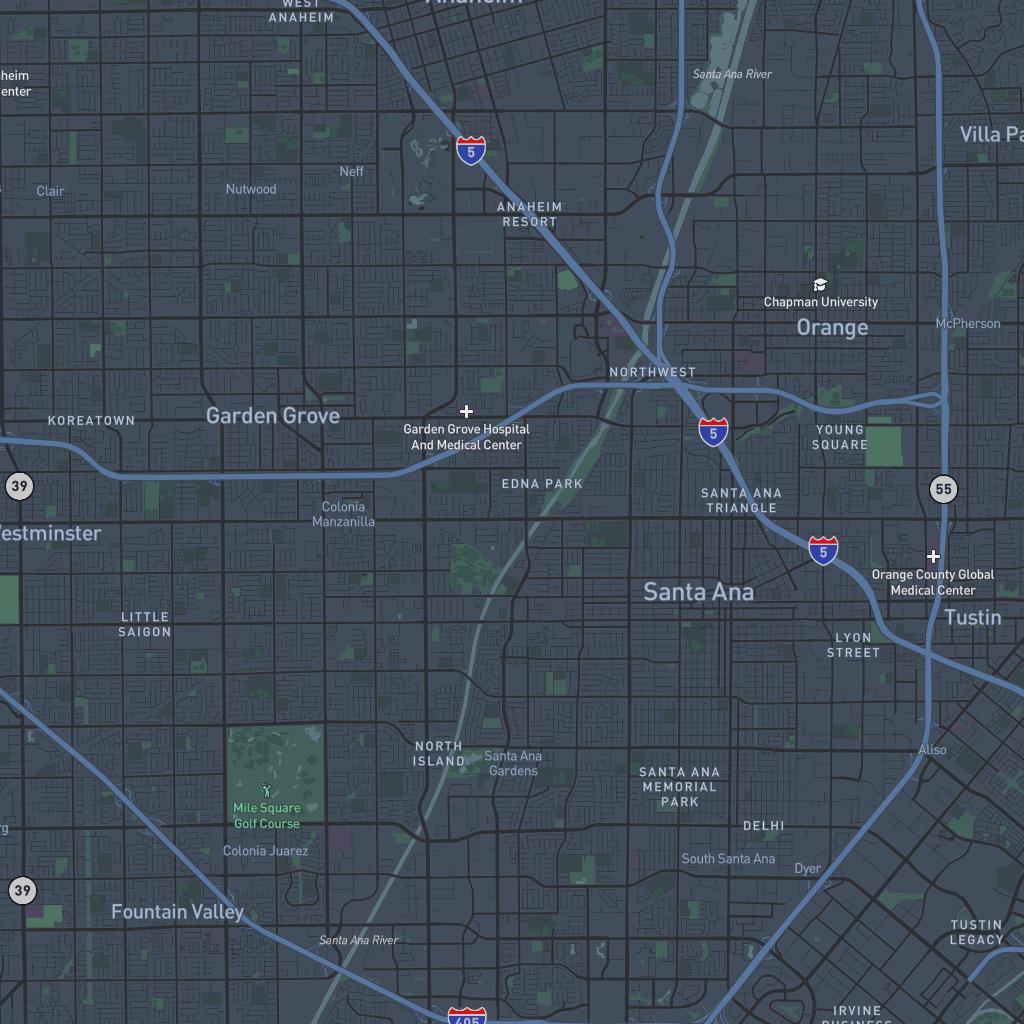 WEST
ANAHEIM
Anaheim
Santa Ana River
heim
enter
Villa Pa
5
Neff
Clair
Nutwood
ANAHEIM
RESORT
Chapman University
Orange
McPherson
NORTHWEST
KOREATOWN
Garden Grove
Garden Grove Hospital
And Medical Center
5
YOUNG
SQUARE
39
EDNA PARK
SANTA ANA
TRIANGLE
55
Colonia
Manzanilla
estminster
5
Orange County Global
Medical Center
Santa Ana
LITTLE
SAIGON
Tustin
LYON
STREET
NORTH
ISLAND
Santa Ana
Gardens
Aliso
SANTA ANA
MEMORIAL
PARK
Mile Square
Golf Course
rg
DELHI
Colonia Juarez
South Santa Ana
Dyer
39
Fountain Valley
Santa Ana River
TUSTIN
LEGACY
405
IRVINE
BUSINESS